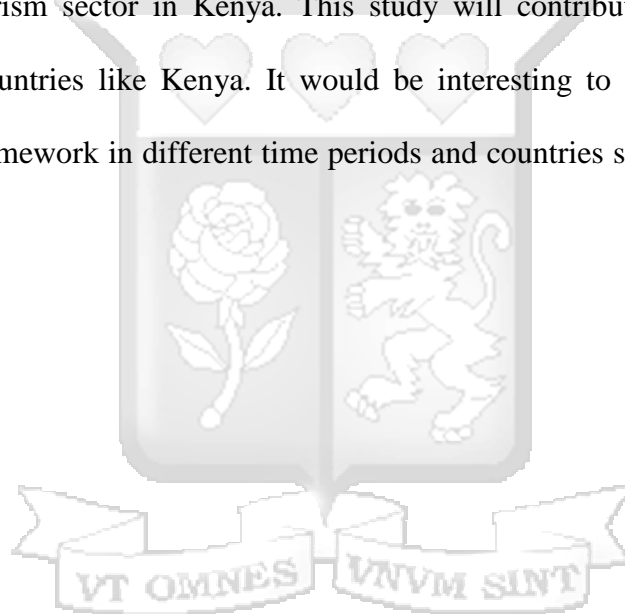 rism sector in Kenya. This study will contribut
untries like Kenya. It would be interesting to
mework in different time periods and countries s
VT OMNES VNVM SINT